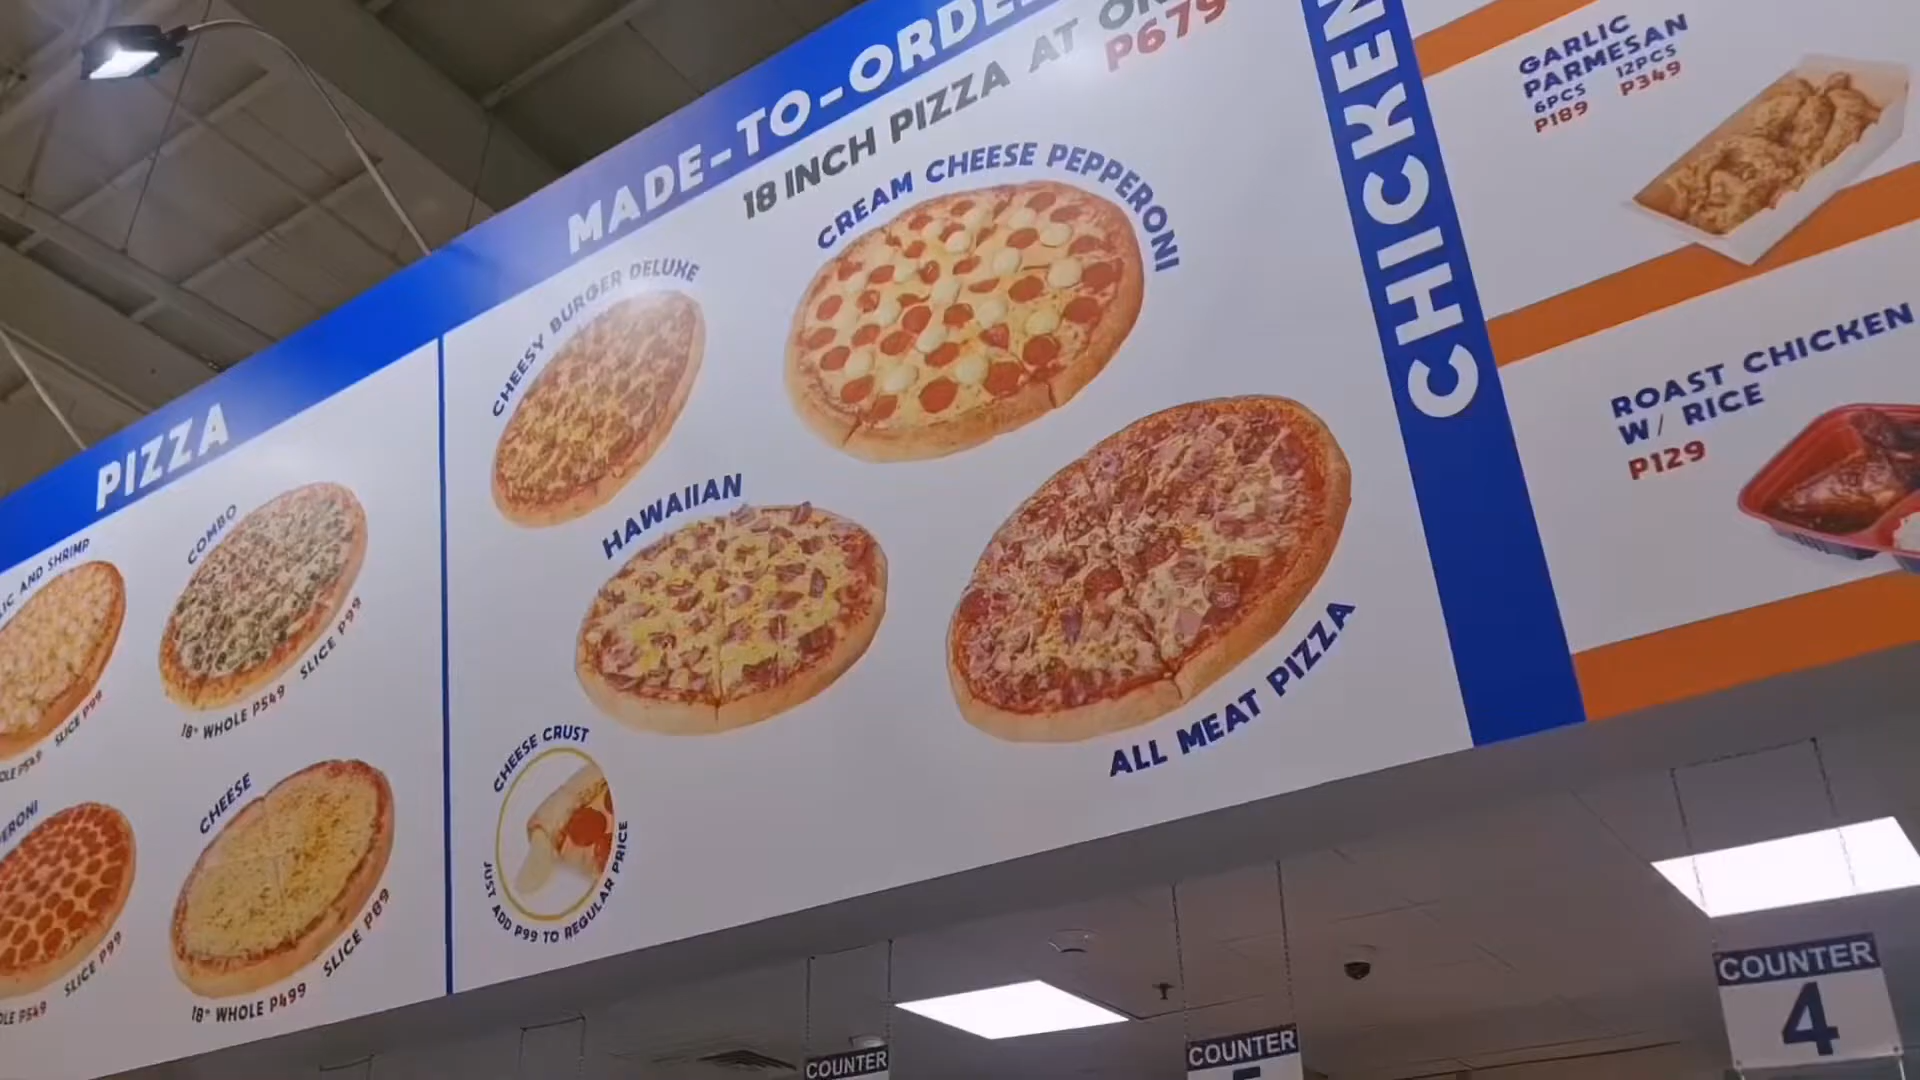 PIZZA
AND SHRIMP
SLICE P99
COMBO
18" WHOLE P549 SLICE P99
SLICE P99
CHEESE
18" WHOLE P499 SLICE P89
MADE-TO-ORDE
18 INCH PIZZA AT
P679
CHEESY BURGER DELUXE
CREAM CHEESE PEPPERONI
HAWAIIAN
ALL MEAT PIZZA
CHEESE CRUST
JUST ADD P99 TO REGULAR PRICE
CHICKEN
GARLIC
PARMESAN
6PCS 12PCS
P189 P349
ROAST CHICKEN
W/ RICE
P129
COUNTER
COUNTER
COUNTER
4